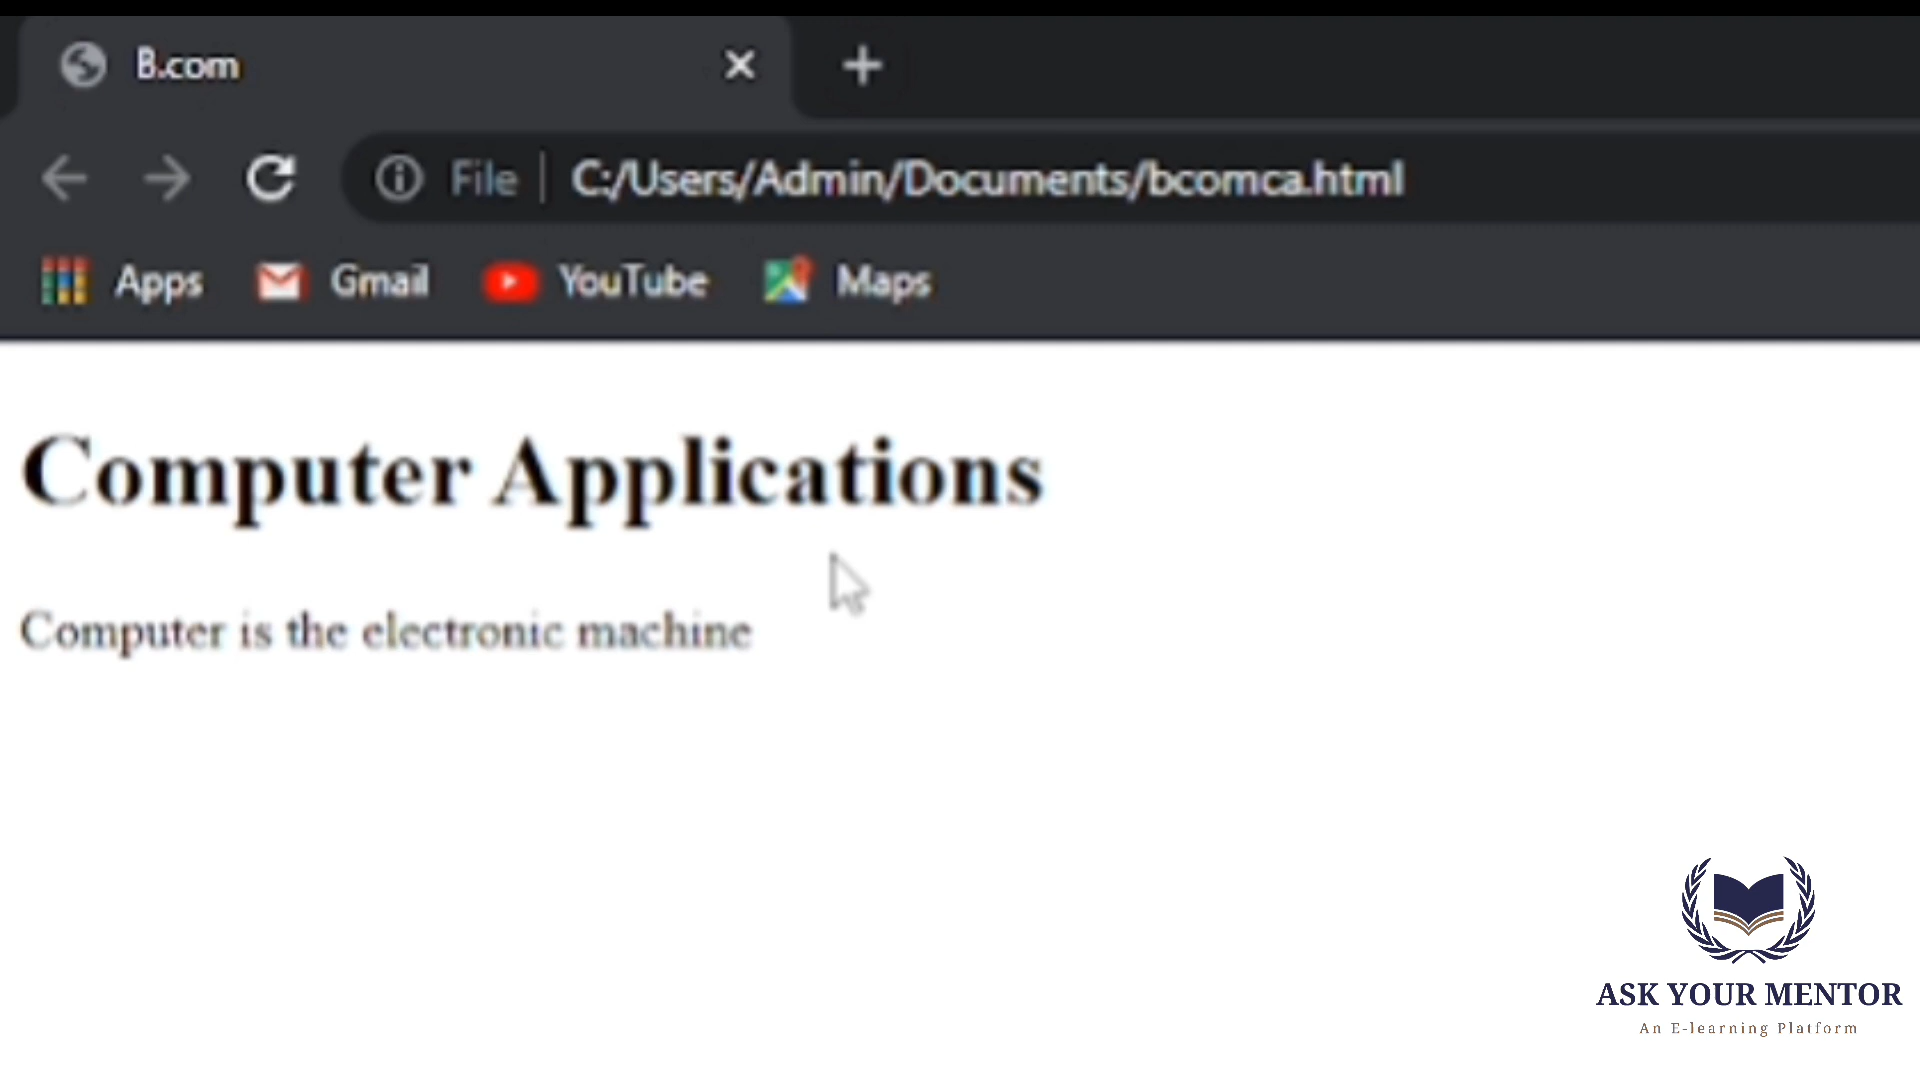 B.com
File C:/Users/Admin/Documents/bcomca.html
Apps Gmail YouTube Maps
Computer Applications
Computer is the electronic machine
ASK YOUR MENTOR
An E-learning Platform